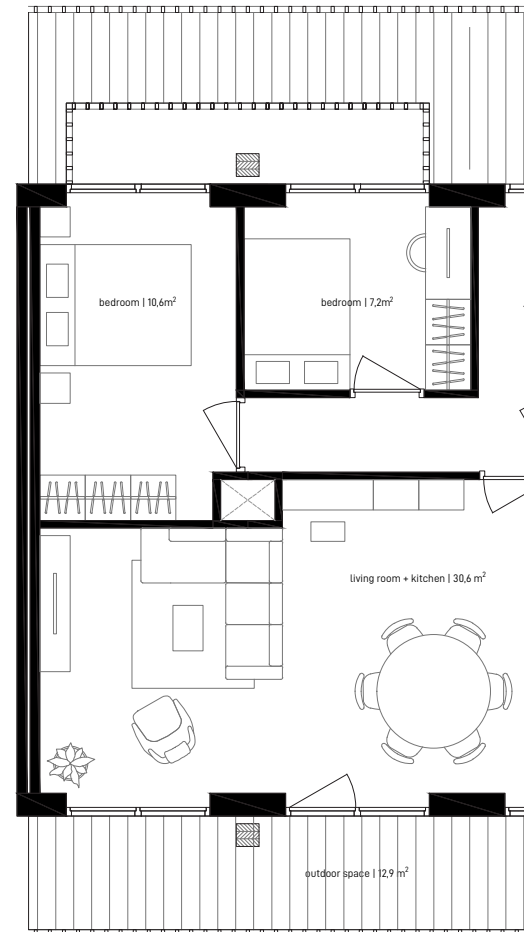 bedroom | 10,6m²
bedroom | 7,2m²
living room + kitchen | 30,6 m²
outdoor space | 12,9 m²